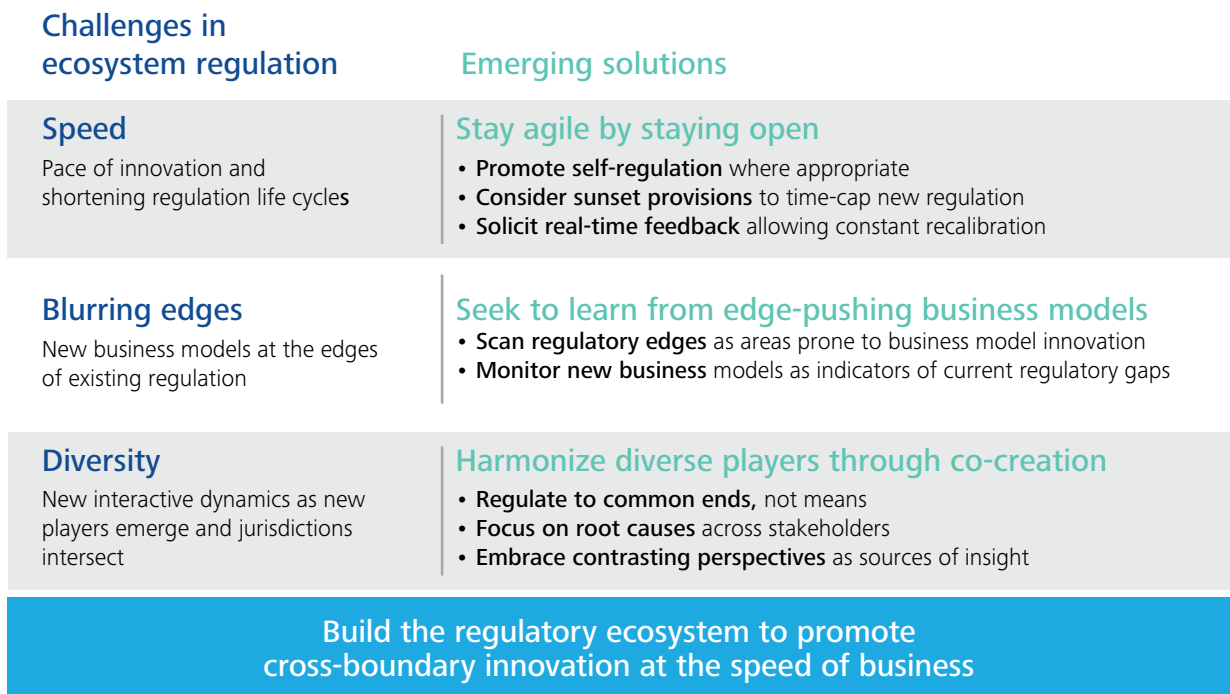 Challenges in
ecosystem regulation
Emerging solutions
Speed
Pace of innovation and
shortening regulation life cycles
Stay agile by staying open
• Promote self-regulation where appropriate
• Consider sunset provisions to time-cap new regulation
• Solicit real-time feedback allowing constant recalibration
Blurring edges
New business models at the edges
of existing regulation
Seek to learn from edge-pushing business models
• Scan regulatory edges as areas prone to business model innovation
• Monitor new business models as indicators of current regulatory gaps
Diversity
New interactive dynamics as new
players emerge and jurisdictions
intersect
Harmonize diverse players through co-creation
• Regulate to common ends, not means
• Focus on root causes across stakeholders
• Embrace contrasting perspectives as sources of insight
Build the regulatory ecosystem to promote
cross-boundary innovation at the speed of business